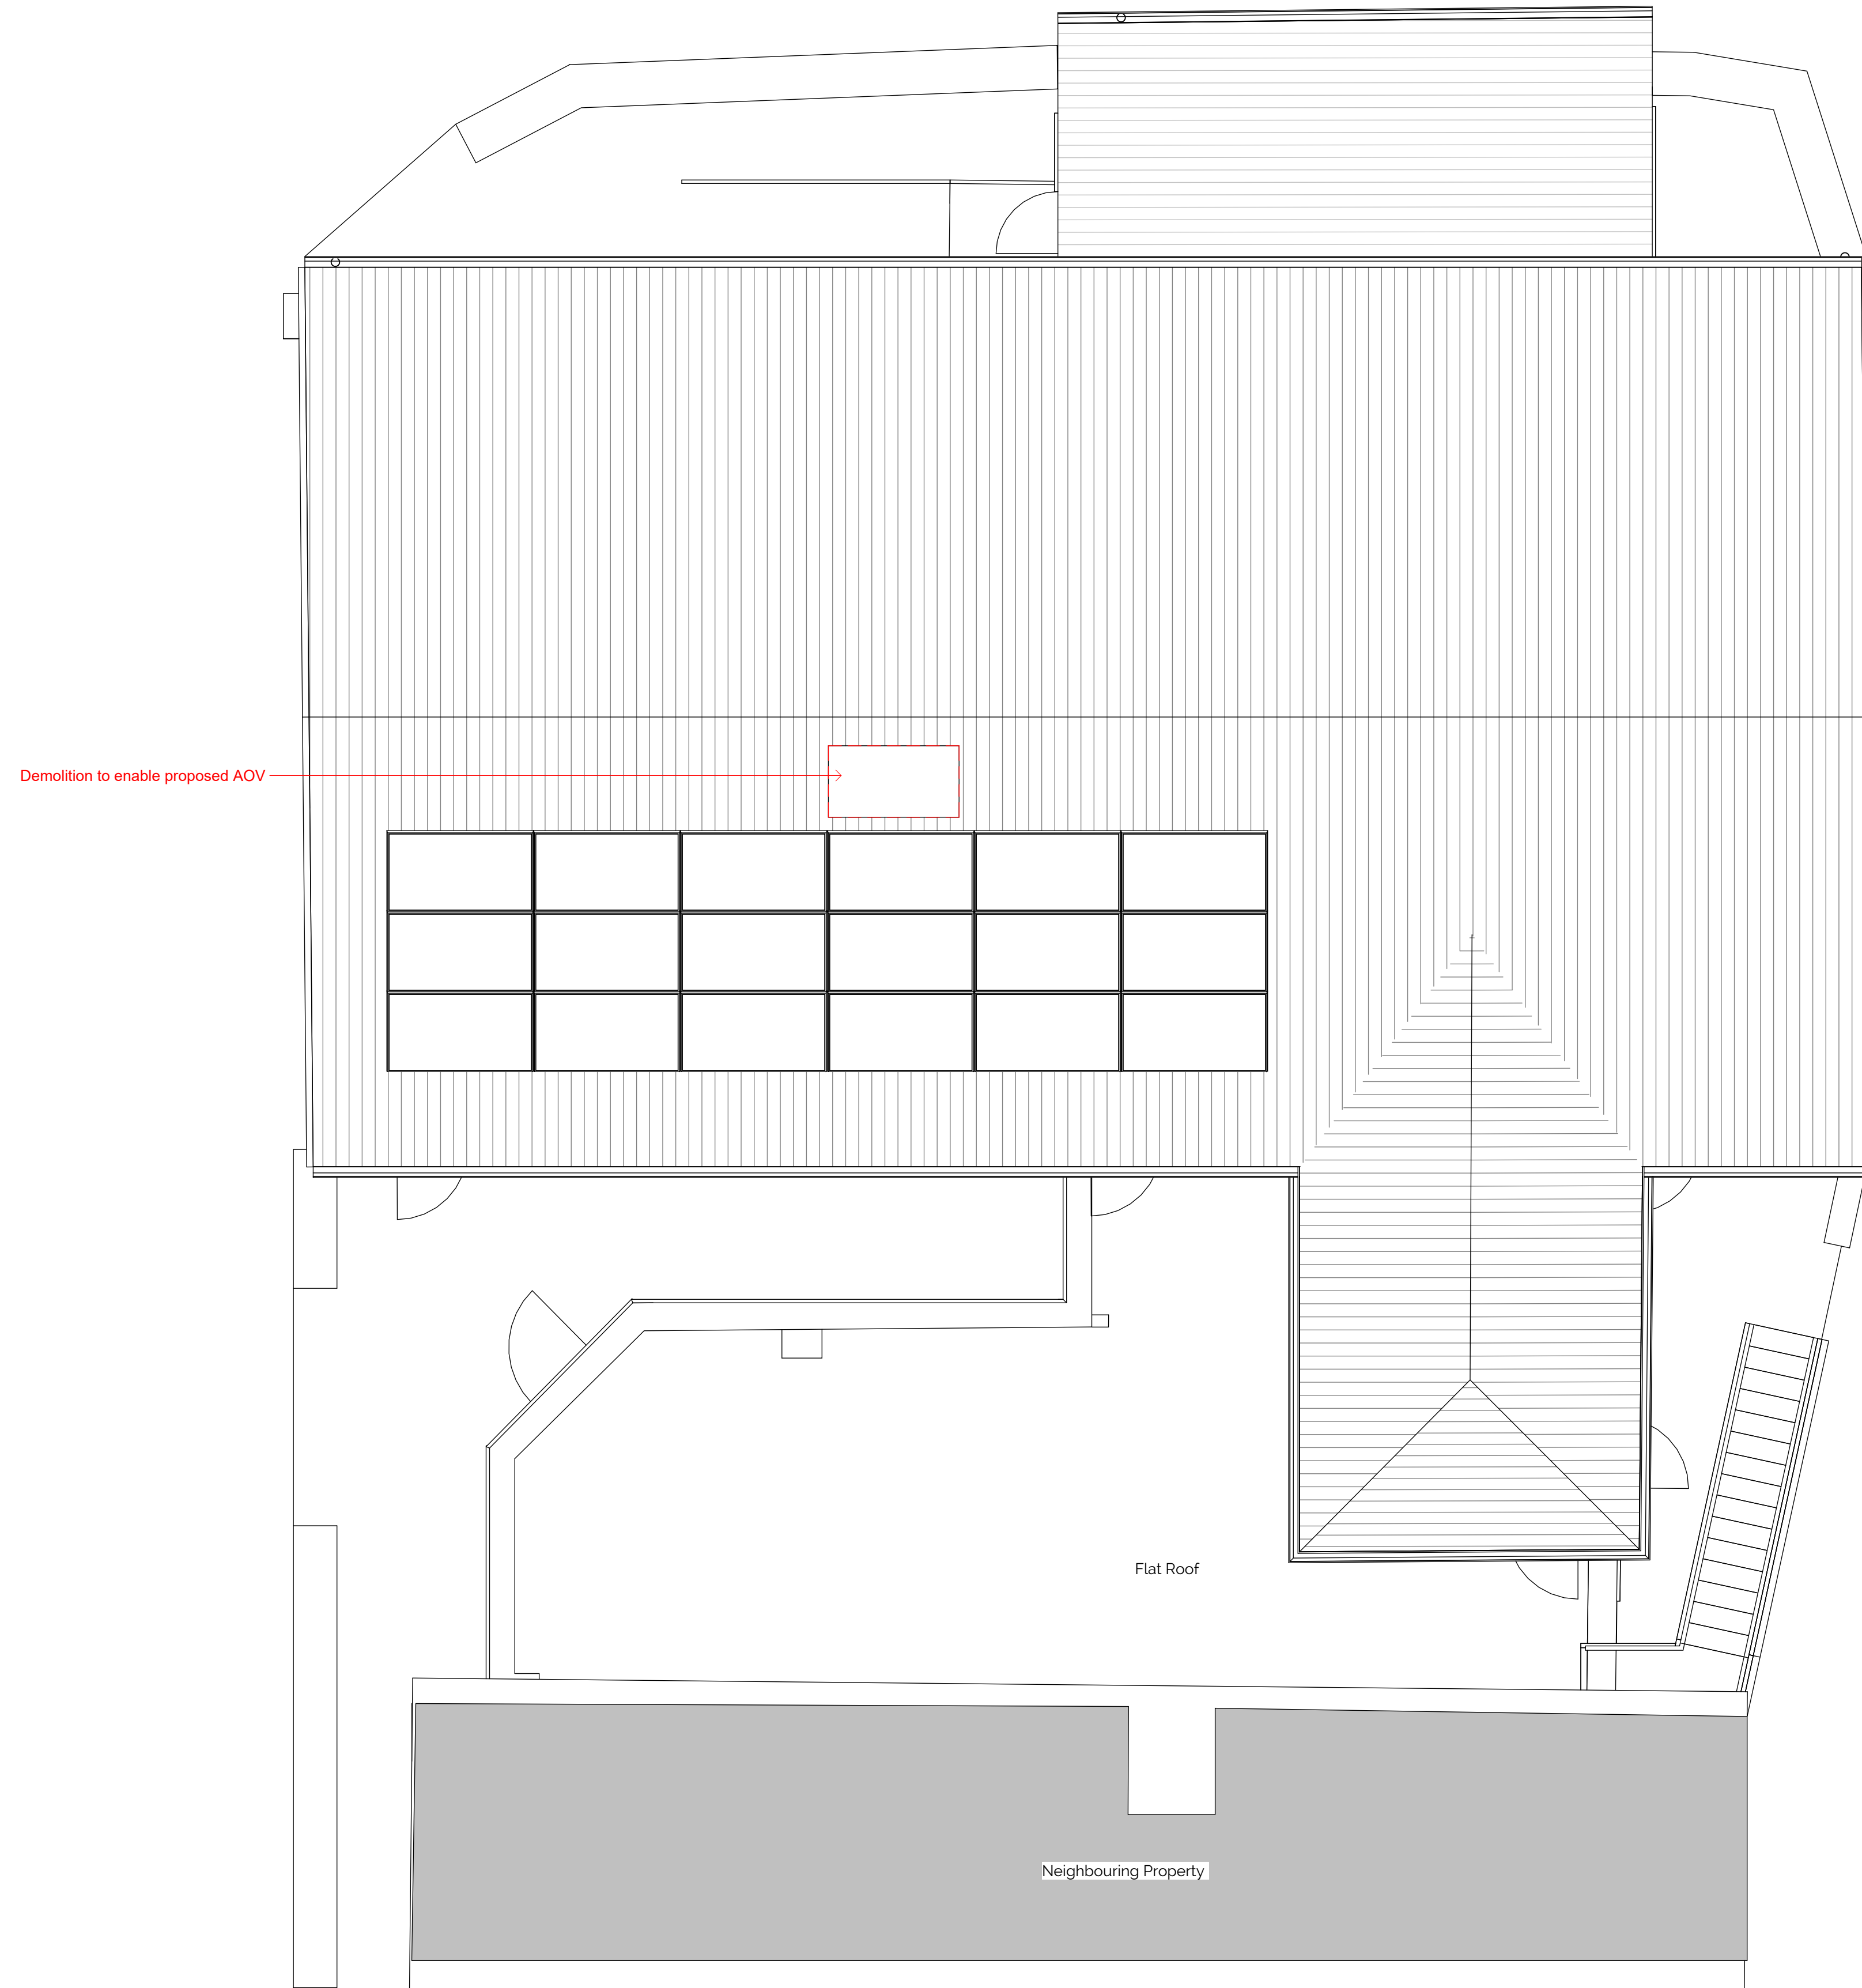 Demolition to enable proposed AOV
Flat Roof
Neighbouring Property